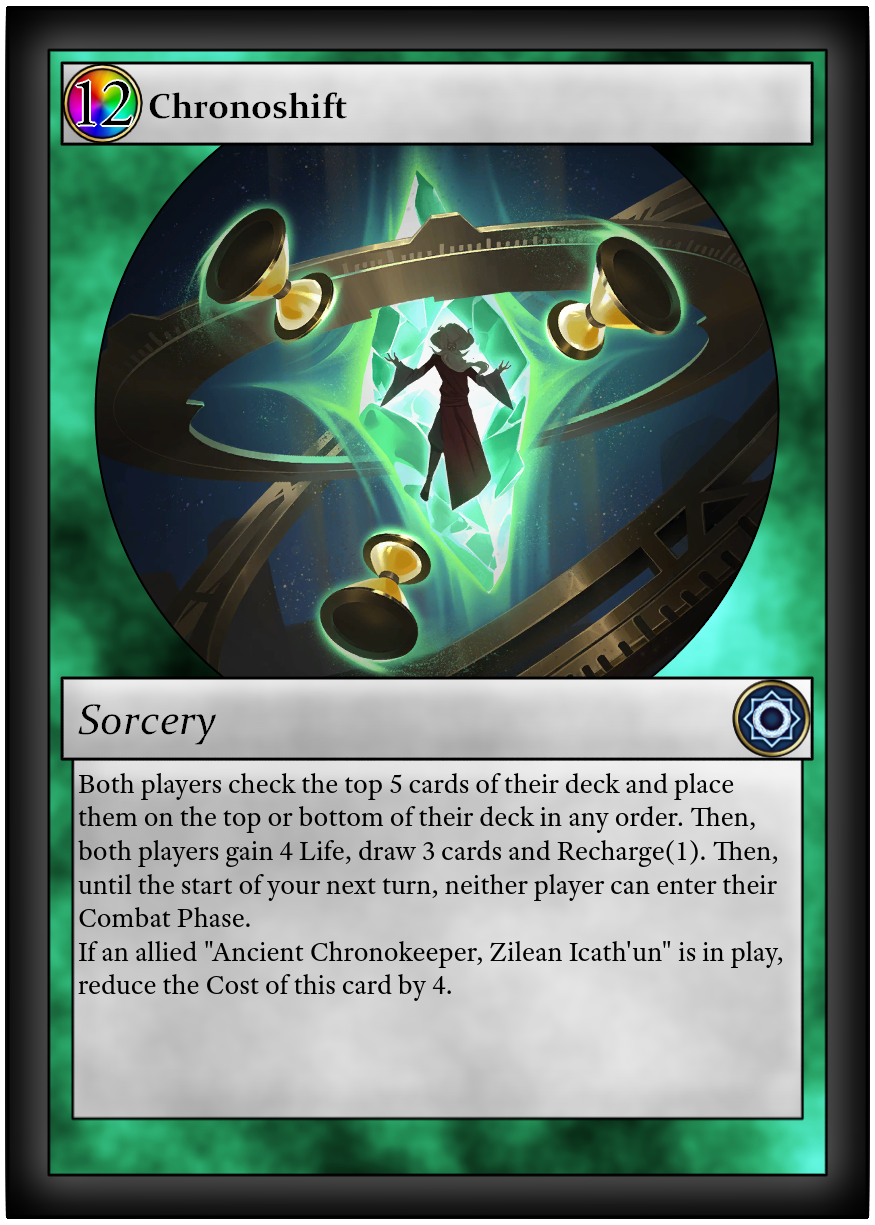 12 Chronoshift
Sorcery
Both players check the top 5 cards of their deck and place
them on the top or bottom of their deck in any order. Then,
both players gain 4 Life, draw 3 cards and Recharge(1). Then,
until the start of your next turn, neither player can enter their
Combat Phase.
If an allied "Ancient Chronokeeper, Zilean Icath'un" is in play,
reduce the Cost of this card by 4.